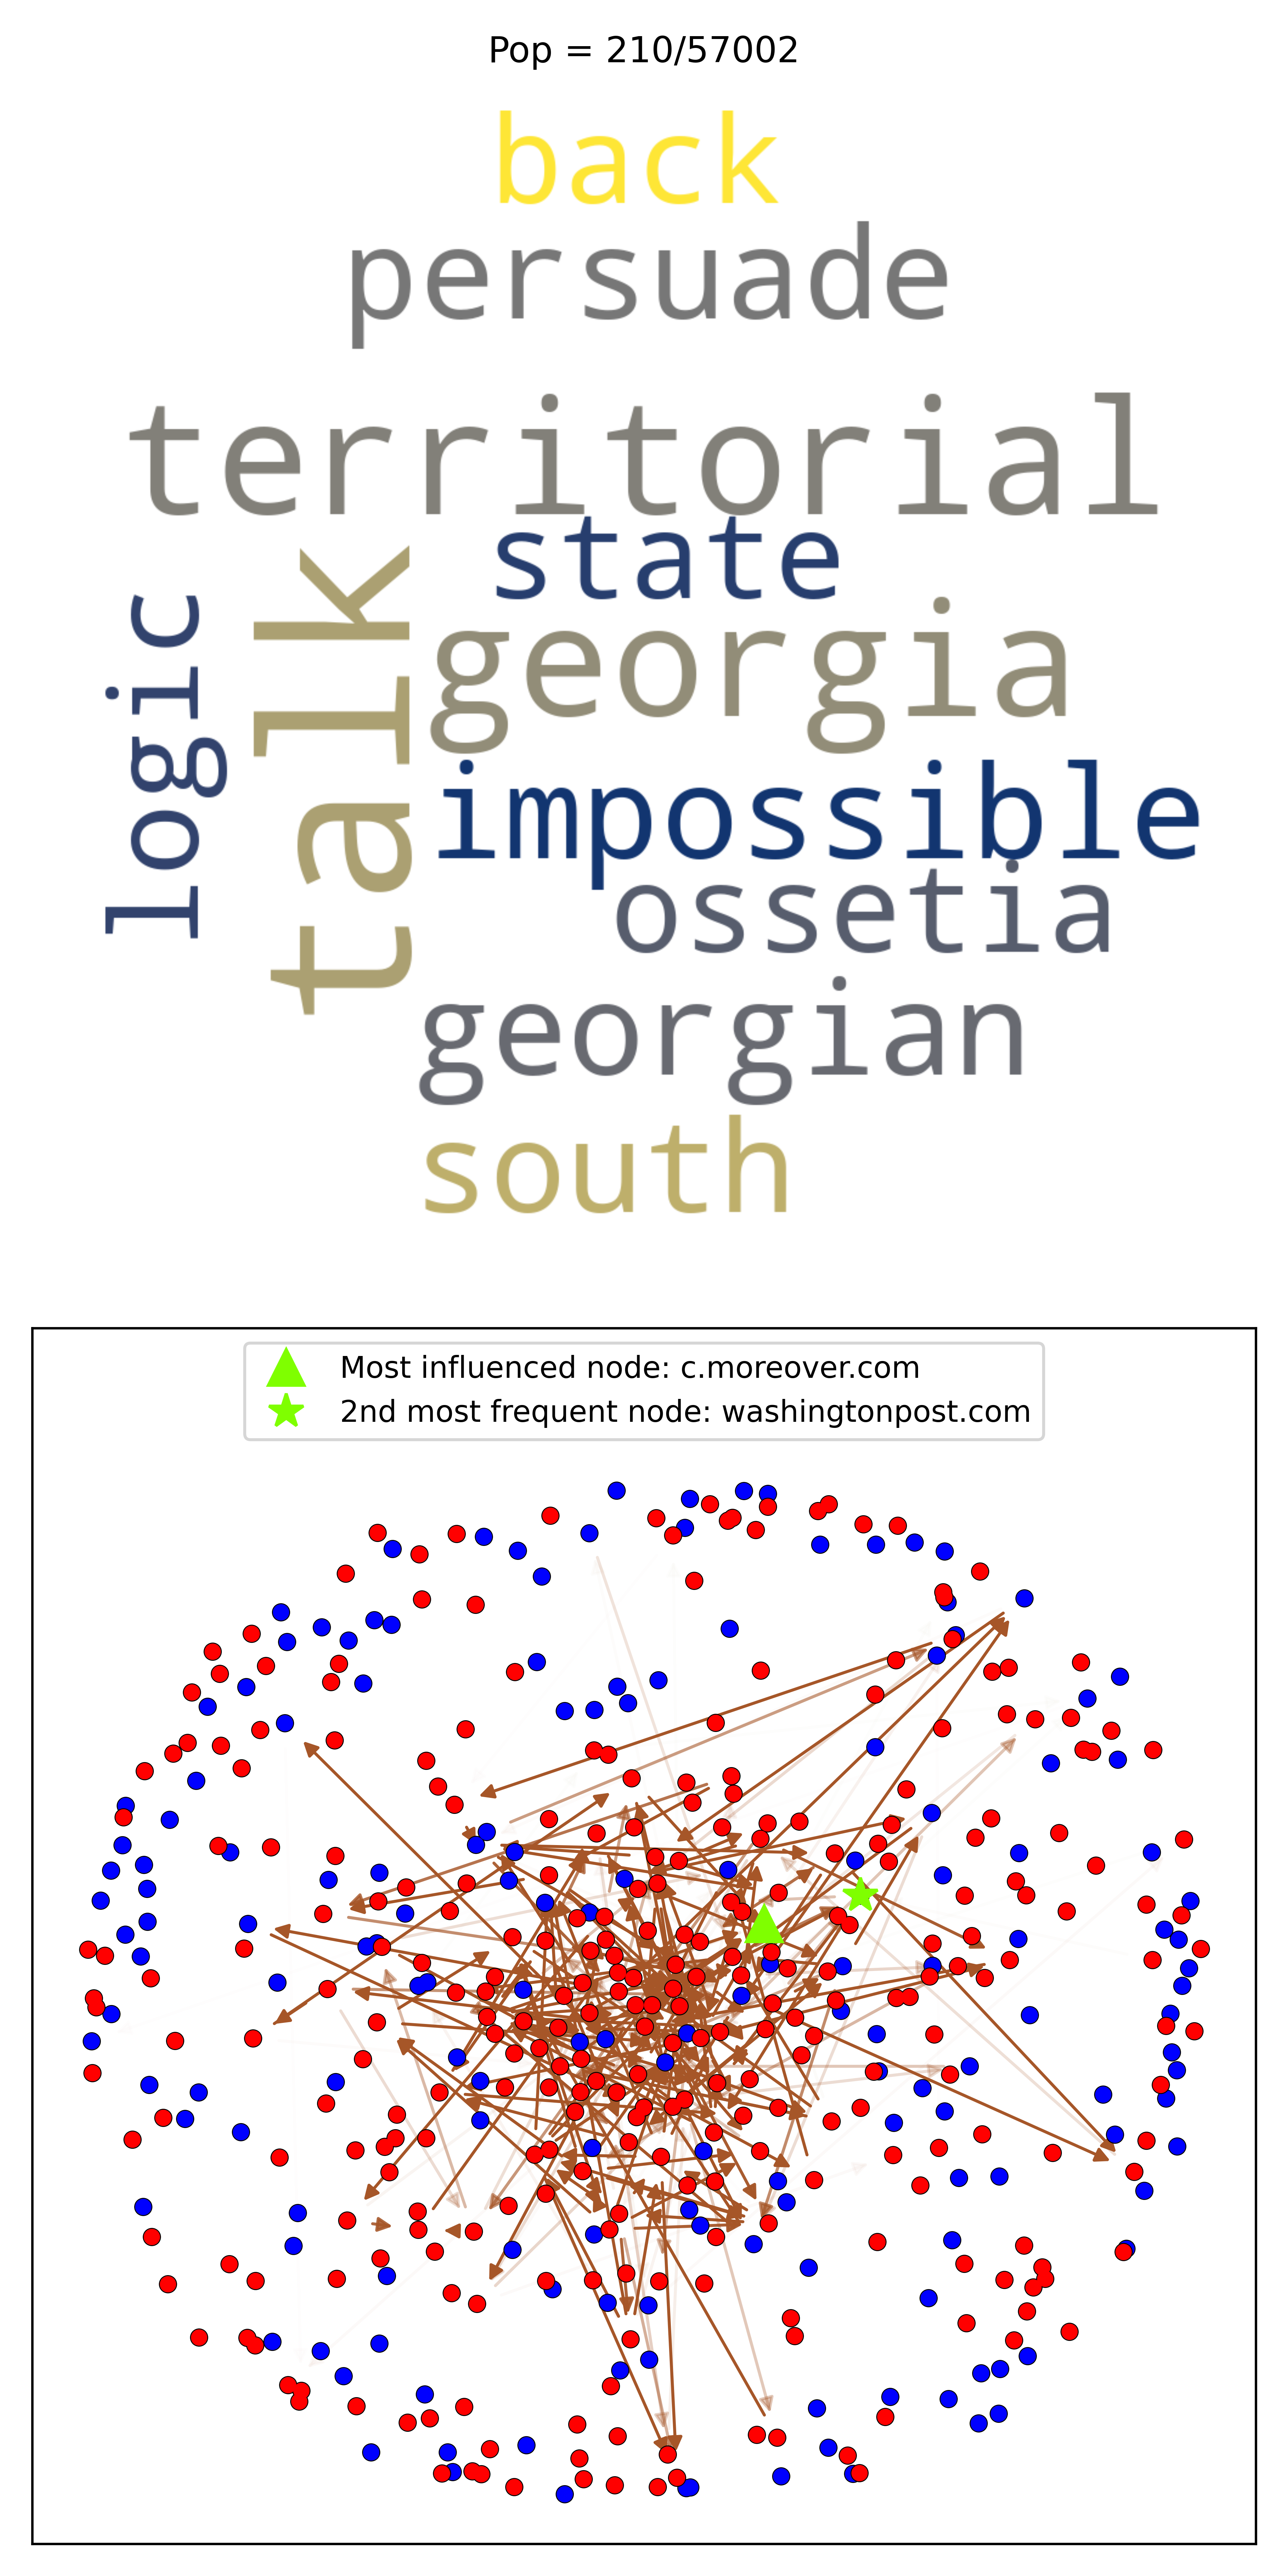 Pop = 210/57002
back
persuade
territorial
state
georgia
logic
talk
impossible
ossetia
georgian
south
Most influenced node: c.moreover.com
2nd most frequent node: washingtonpost.com